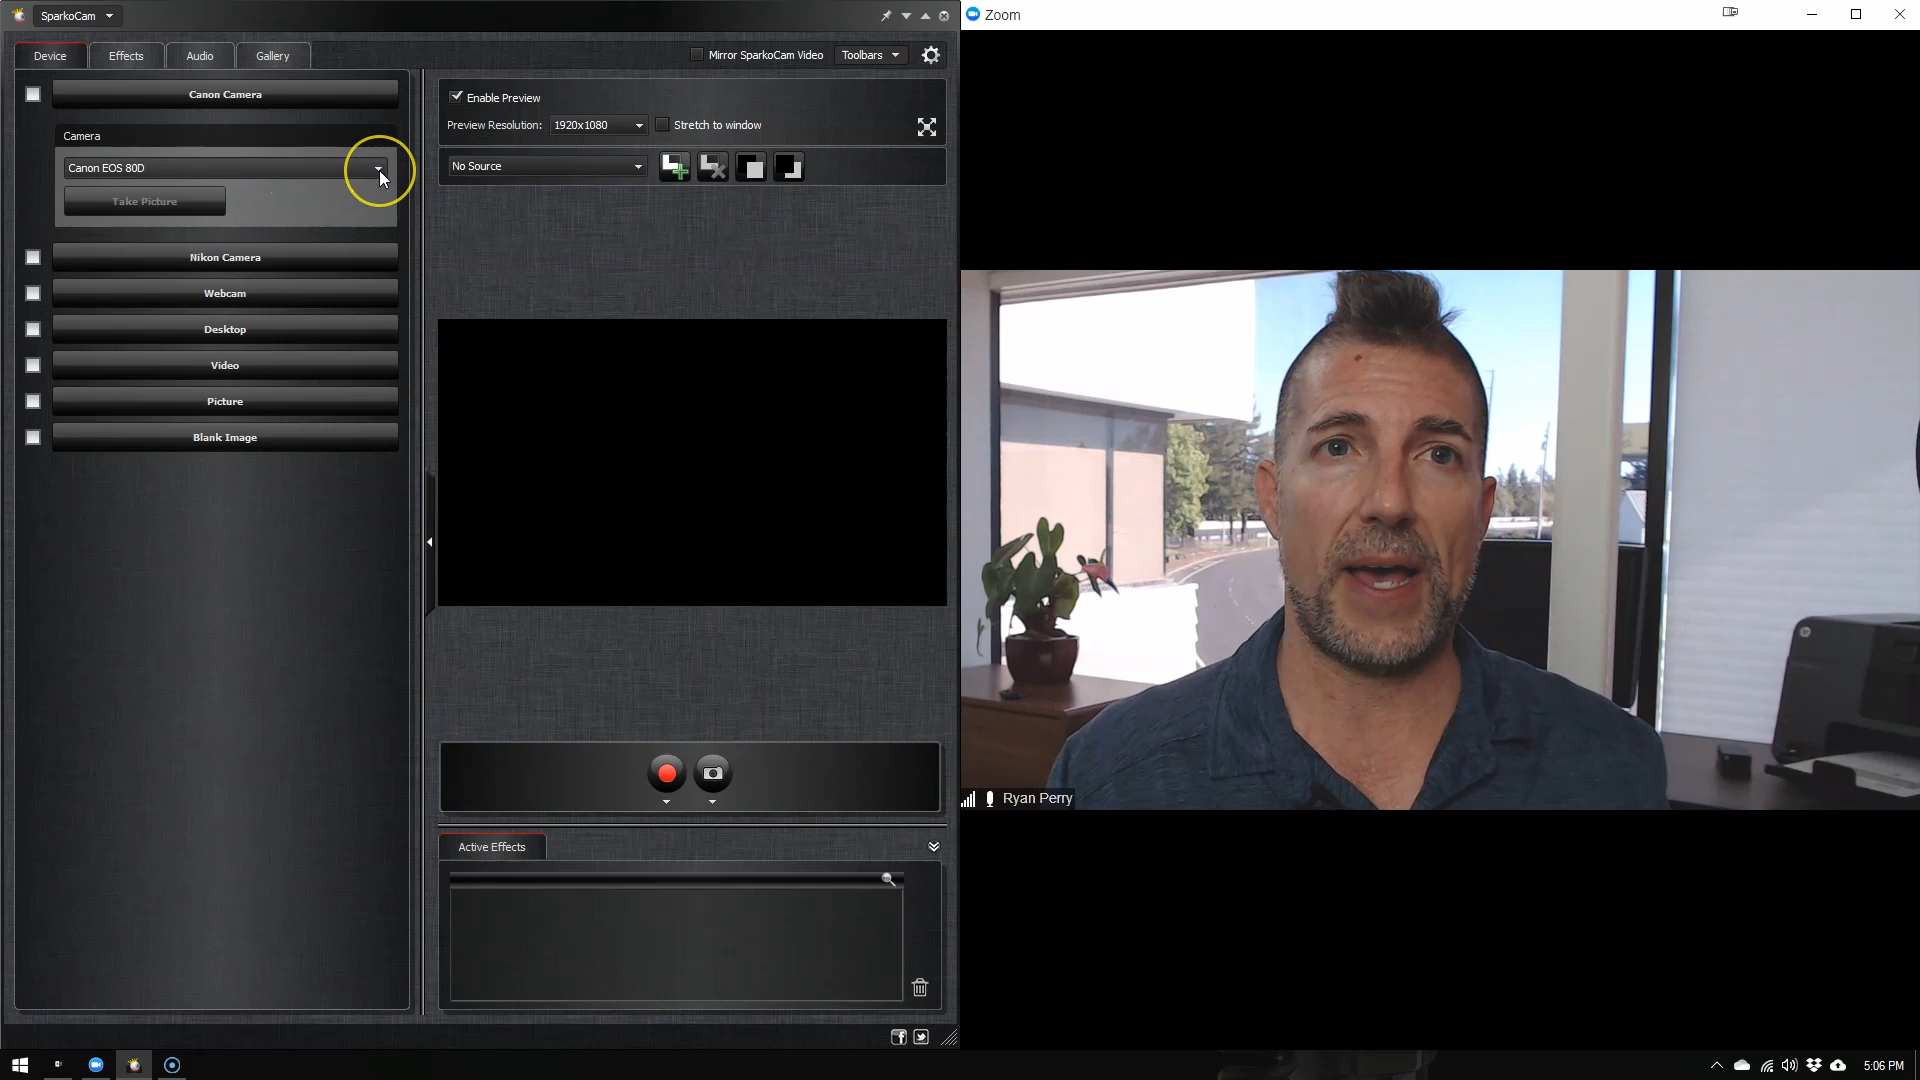 SparkoCam
Device
Effects
Audio
Gallery
Mirror SparkoCam Video
Toolbars
Canon Camera
Camera
Canon EOS 80D
Take Picture
Nikon Camera
Webcam
Desktop
Video
Picture
Blank Image
Enable Preview
Preview Resolution: 1920x1080
Stretch to window
No Source
Active Effects
Zoom
Ryan Perry
5:06 PM